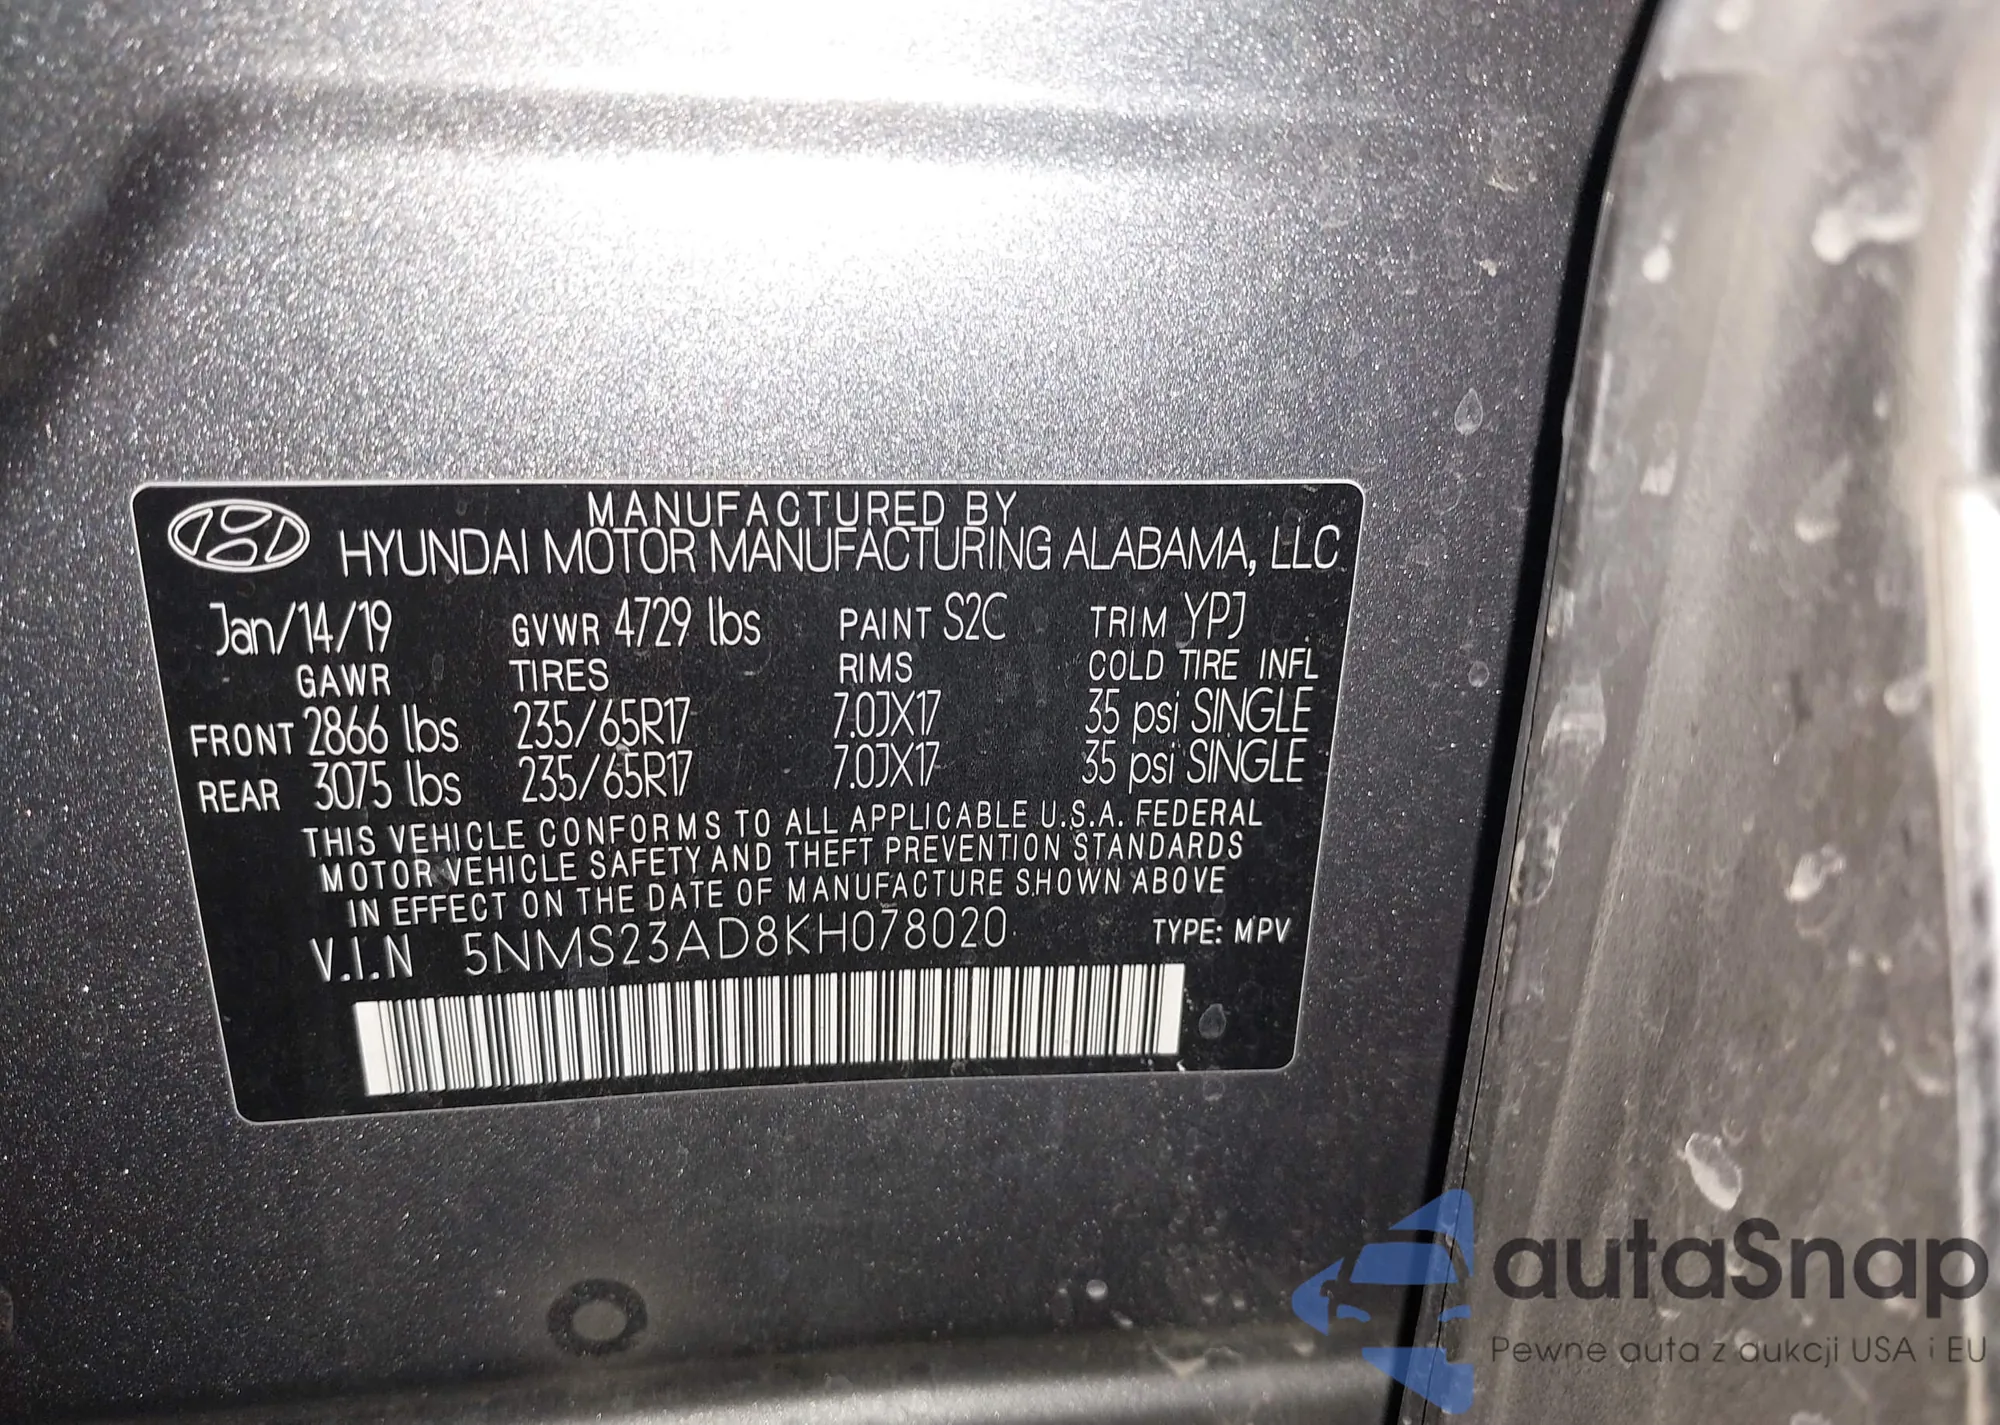 MANUFACTURED BY
HYUNDAI MOTOR MANUFACTURING ALABAMA, LLC
Jan/14/19 GVWR 4729 lbs PAINT S2C TRIM YPJ
GAWR TIRES RIMS COLD TIRE INFL
FRONT 2866 lbs 235/65R17 7.0JX17 35 psi SINGLE
REAR 3075 lbs 235/65R17 7.0JX17 35 psi SINGLE
THIS VEHICLE CONFORMS TO ALL APPLICABLE U.S.A. FEDERAL
MOTOR VEHICLE SAFETY AND THEFT PREVENTION STANDARDS
IN EFFECT ON THE DATE OF MANUFACTURE SHOWN ABOVE
V.I.N 5NMS23AD8KH078020 TYPE: MPV
autaSnap
Pewne auta z aukcji USA i EU